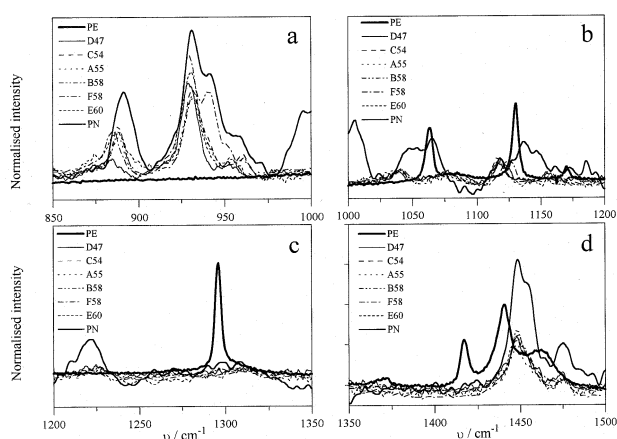 Normalised intensity
a
PE
D47
C54
A55
B58
F58
E60
PN
850 900 950 1000
b
PE
D47
C54
A55
B58
F58
E60
PN
1000 1050 1100 1150 1200
Normalised intensity
c
PE
D47
C54
A55
B58
F58
E60
PN
1200 1250 1300 1350
υ / cm-1
d
PE
D47
C54
A55
B58
F58
E60
PN
1350 1400 1450 1500
υ / cm-1